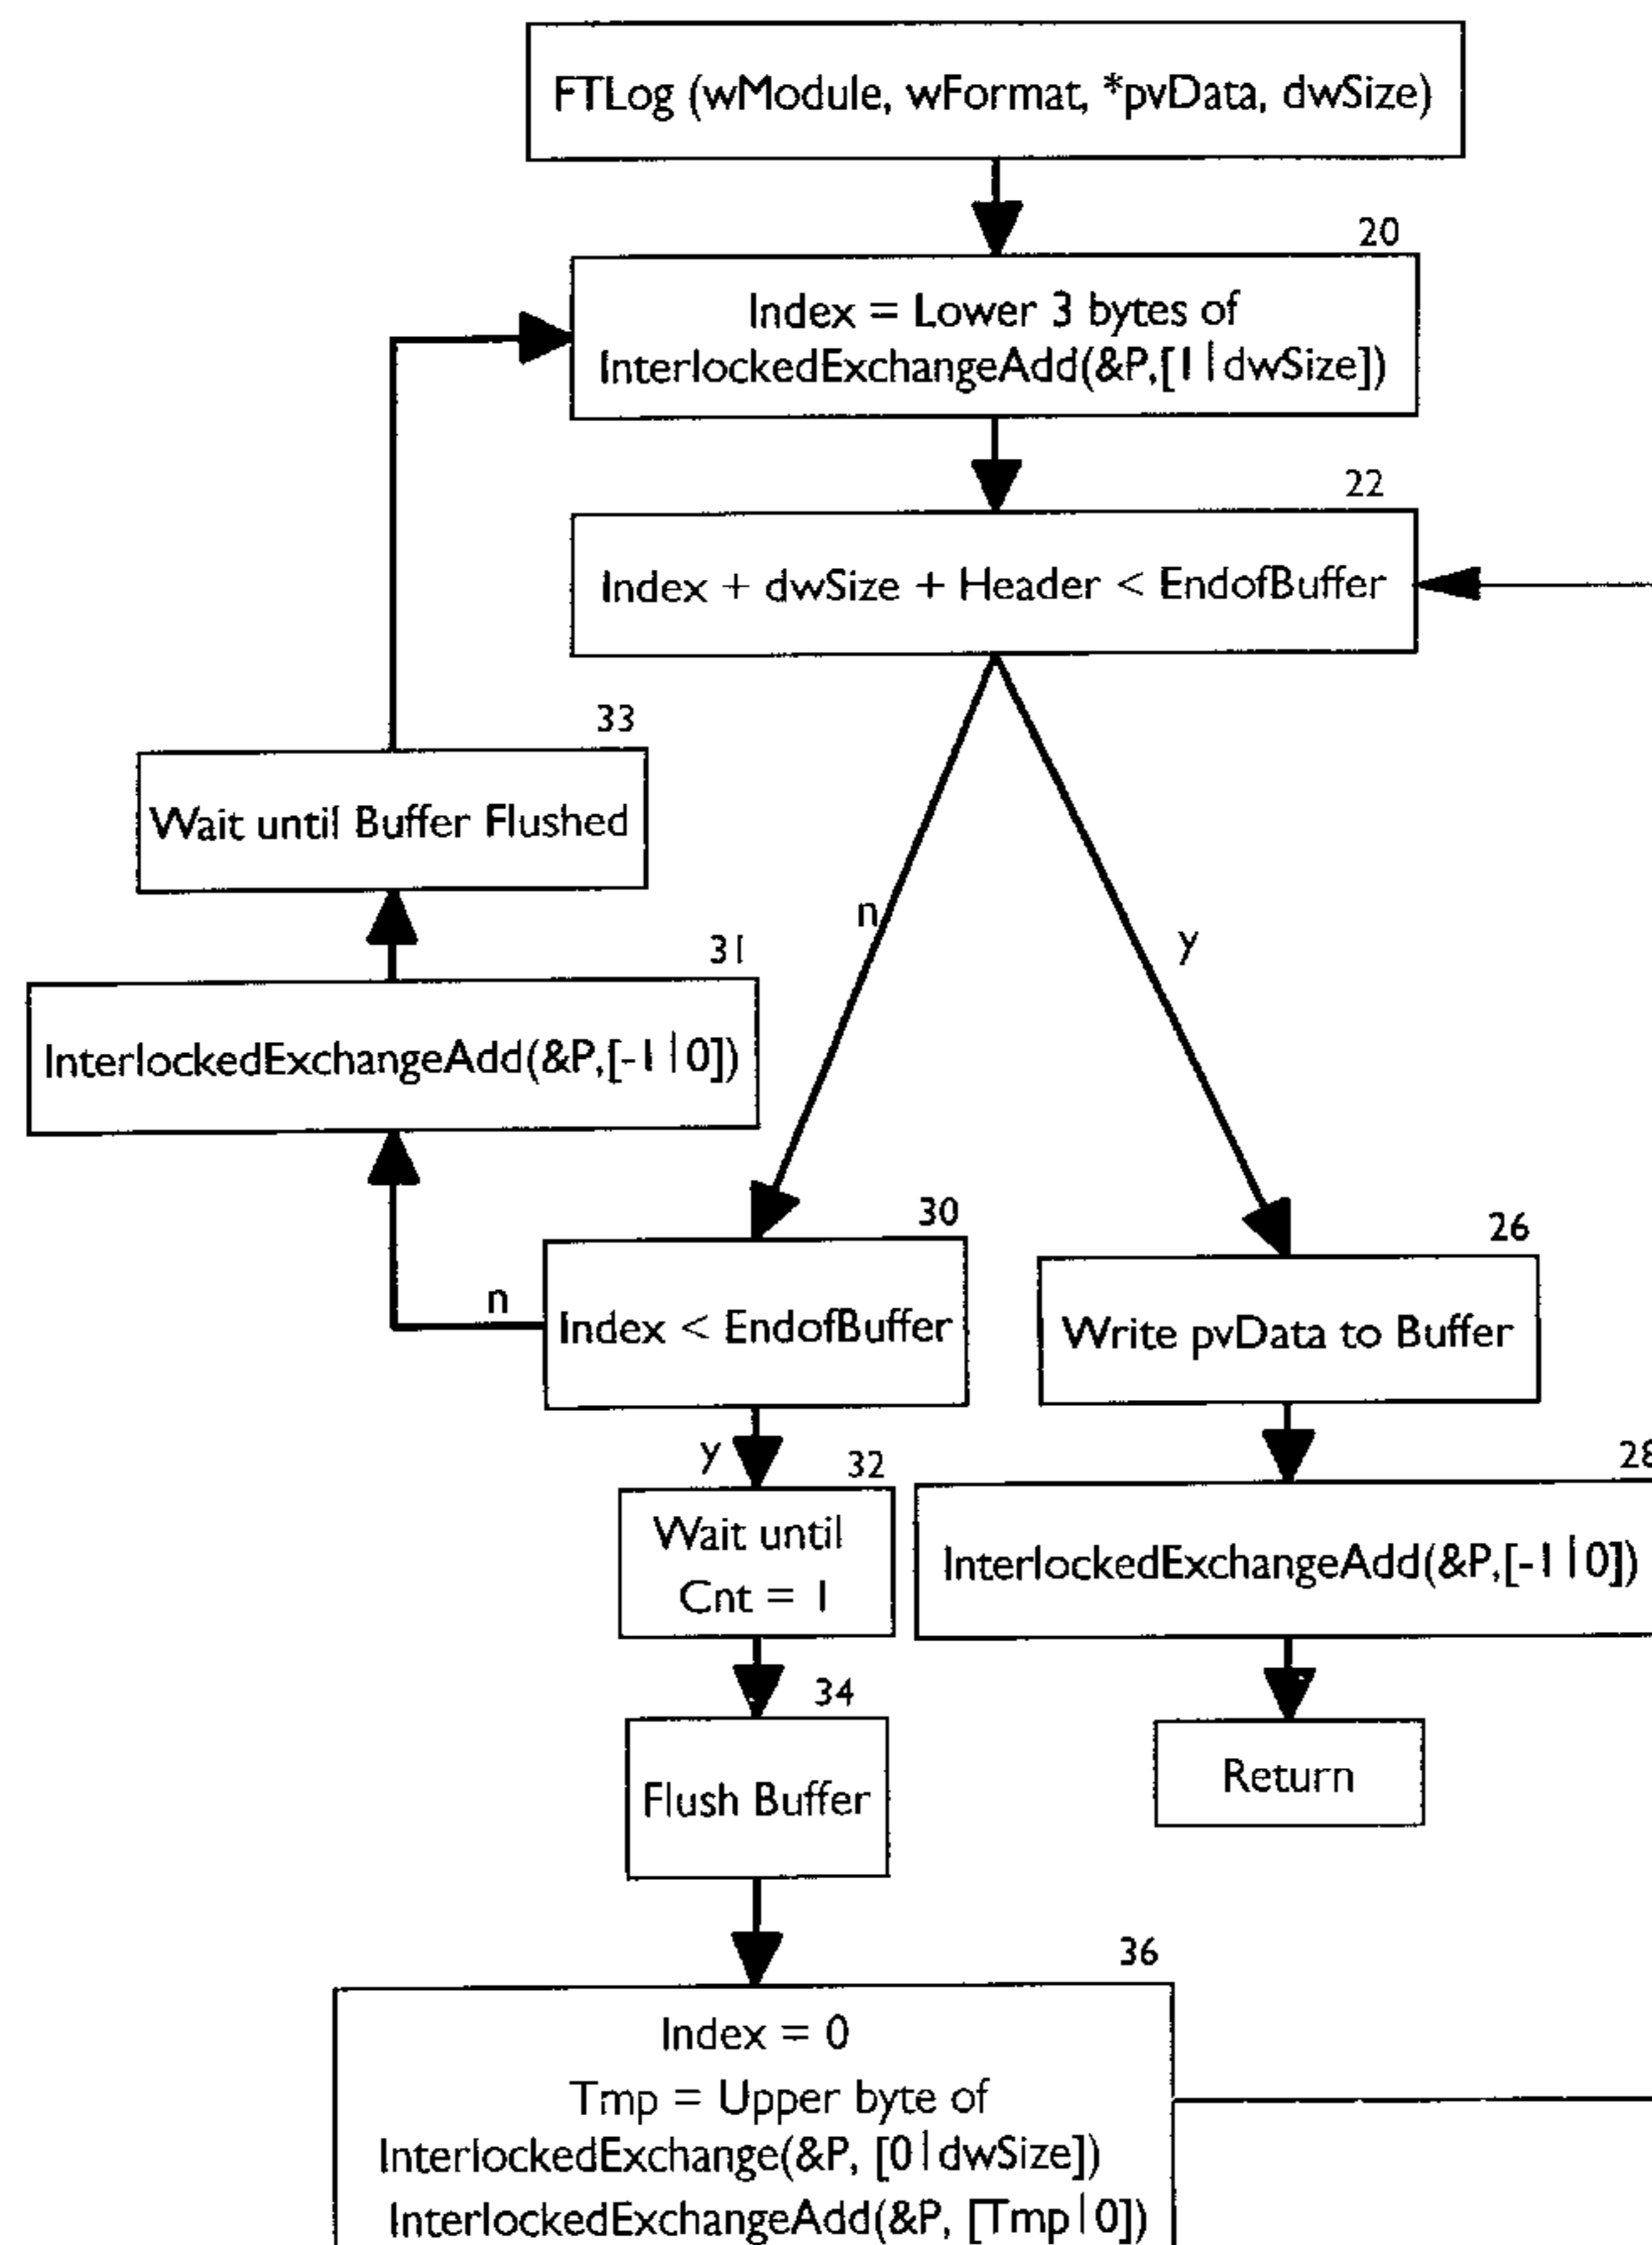 FTLog (wModule, wFormat, *pvData, dwSize)
20
Index = Lower 3 bytes of
InterlockedExchangeAdd(&P,[1|dwSize])
22
Index + dwSize + Header < EndofBuffer
33
Wait until Buffer Flushed
n
y
31
InterlockedExchangeAdd(&P,[-1|0])
30
26
n
Index < EndofBuffer
Write pvData to Buffer
y
32
28
Wait until
Cnt = 1
InterlockedExchangeAdd(&P,[-1|0])
34
Flush Buffer
Return
36
Index = 0
Tmp = Upper byte of
InterlockedExchange(&P, [0|dwSize])
InterlockedExchangeAdd(&P, [Tmp|0])